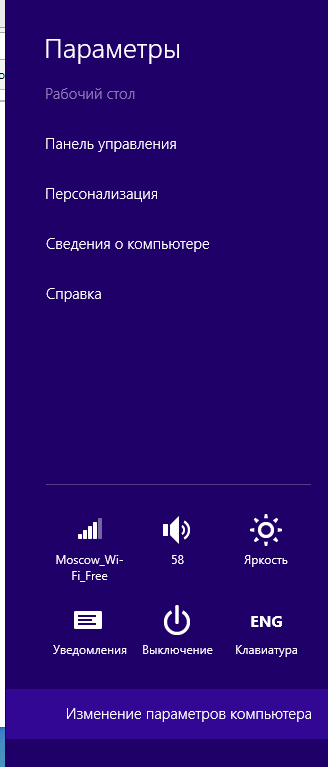 Параметры
Рабочий стол
Панель управления
Персонализация
Сведения о компьютере
Справка
Moscow_Wi-
Fi_Free
58
Яркость
ENG
Уведомления
Выключение
Клавиатура
Изменение параметров компьютера